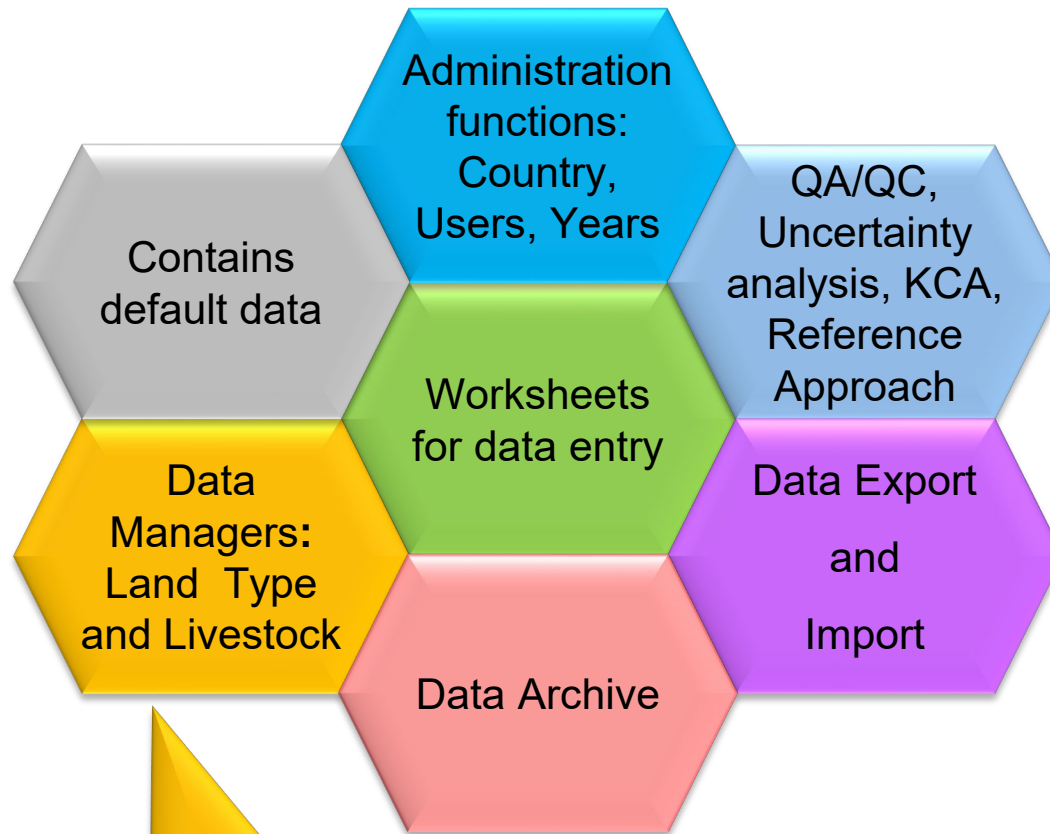 Administration
functions:
Country,
Users, Years
Contains
default data
QA/QC,
Uncertainty
analysis, KCA,
Reference
Approach
Worksheets
for data entry
Data
Managers:
Land Type
and Livestock
Data Export
and
Import
Data Archive